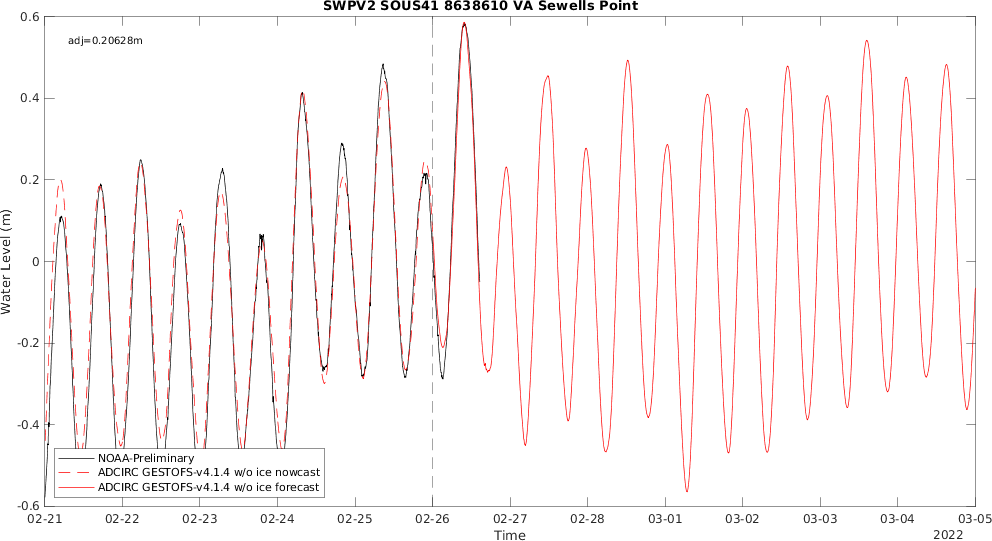 SWPV2 SOUS41 8638610 VA Sewells Point
adj=0.20628m
Water Level (m)
0.6
0.4
0.2
0
-0.2
-0.4
-0.6
NOAA-Preliminary
ADCIRC GESTOFS-v4.1.4 w/o ice nowcast
ADCIRC GESTOFS-v4.1.4 w/o ice forecast
02-21 02-22 02-23 02-24 02-25 02-26 02-27 02-28 03-01 03-02 03-03 03-04 03-05
Time
2022